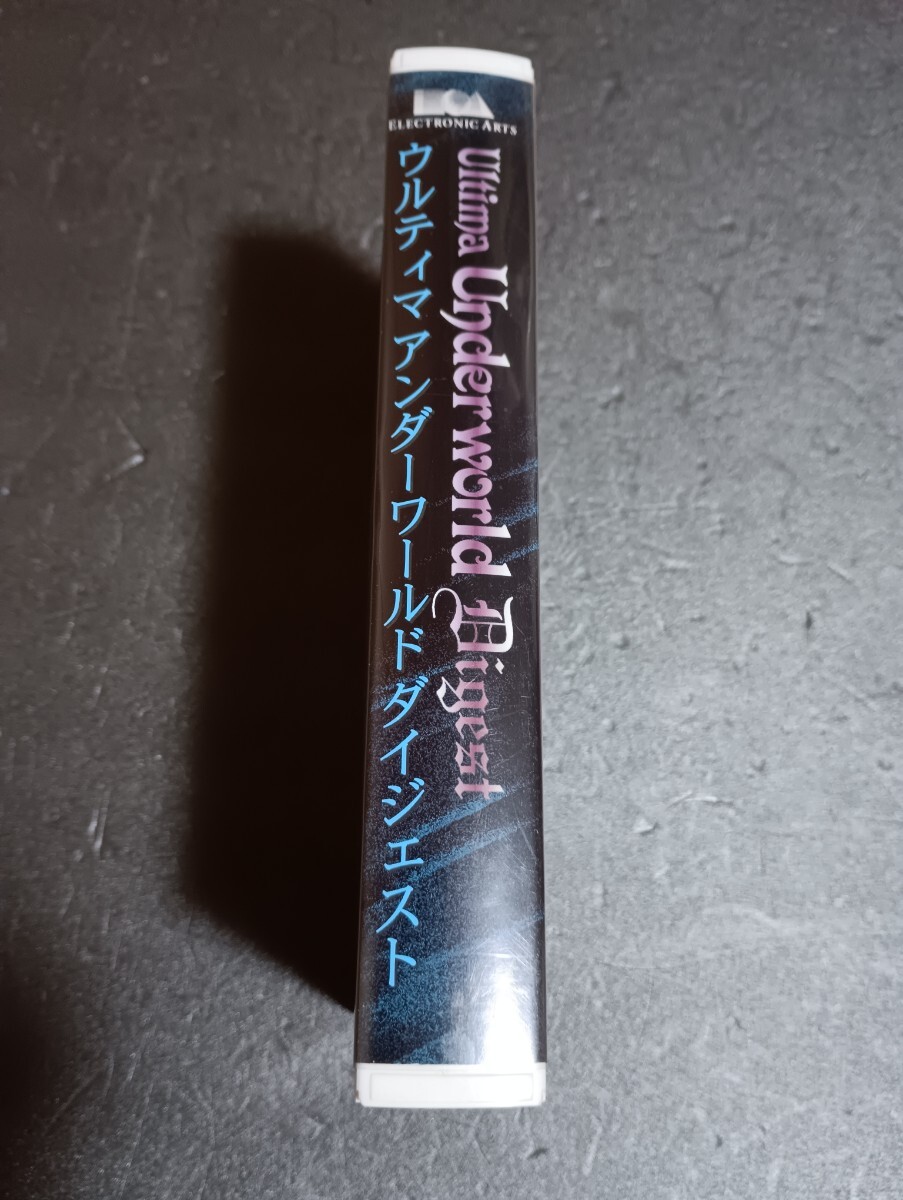 ELECTRONIC ARTS
Ultima Underworld Digest
ウルティマ アンダーワールド ダイジェスト